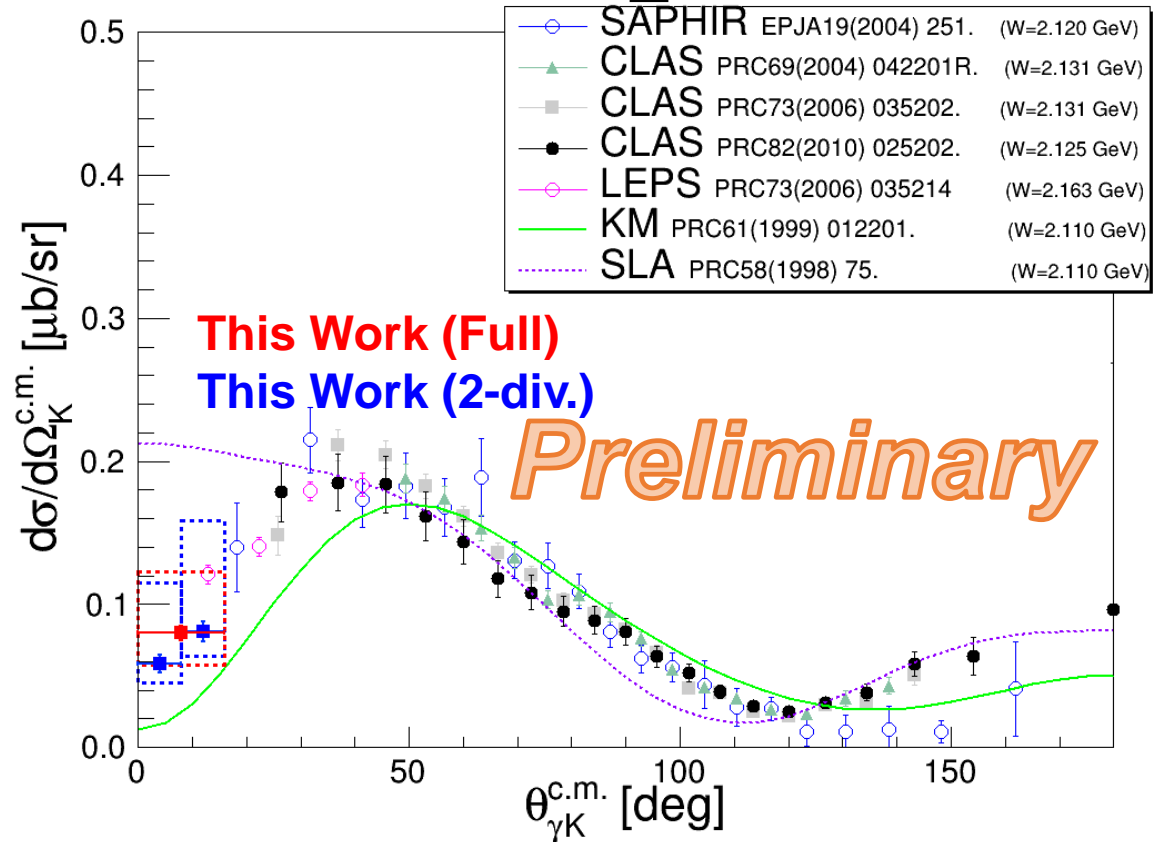 SAPHIR EPJA19(2004) 251. (W=2.120 GeV)
CLAS PRC69(2004) 042201R. (W=2.131 GeV)
CLAS PRC73(2006) 035202. (W=2.131 GeV)
CLAS PRC82(2010) 025202. (W=2.125 GeV)
LEPS PRC73(2006) 035214 (W=2.163 GeV)
KM PRC61(1999) 012201. (W=2.110 GeV)
SLA PRC58(1998) 75. (W=2.110 GeV)
This Work (Full)
This Work (2-div.)
Preliminary
dσ/dΩ_K^c.m. [μb/sr]
0.5
0.4
0.3
0.2
0.1
0.0
0 50 100 150
θ_γK^c.m. [deg]